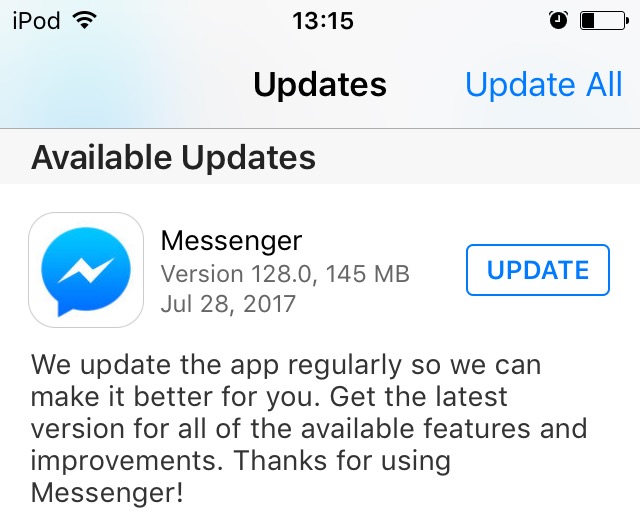 iPod 13:15
Updates Update All
Available Updates
Messenger
Version 128.0, 145 MB
Jul 28, 2017
UPDATE
We update the app regularly so we can
make it better for you. Get the latest
version for all of the available features and
improvements. Thanks for using
Messenger!